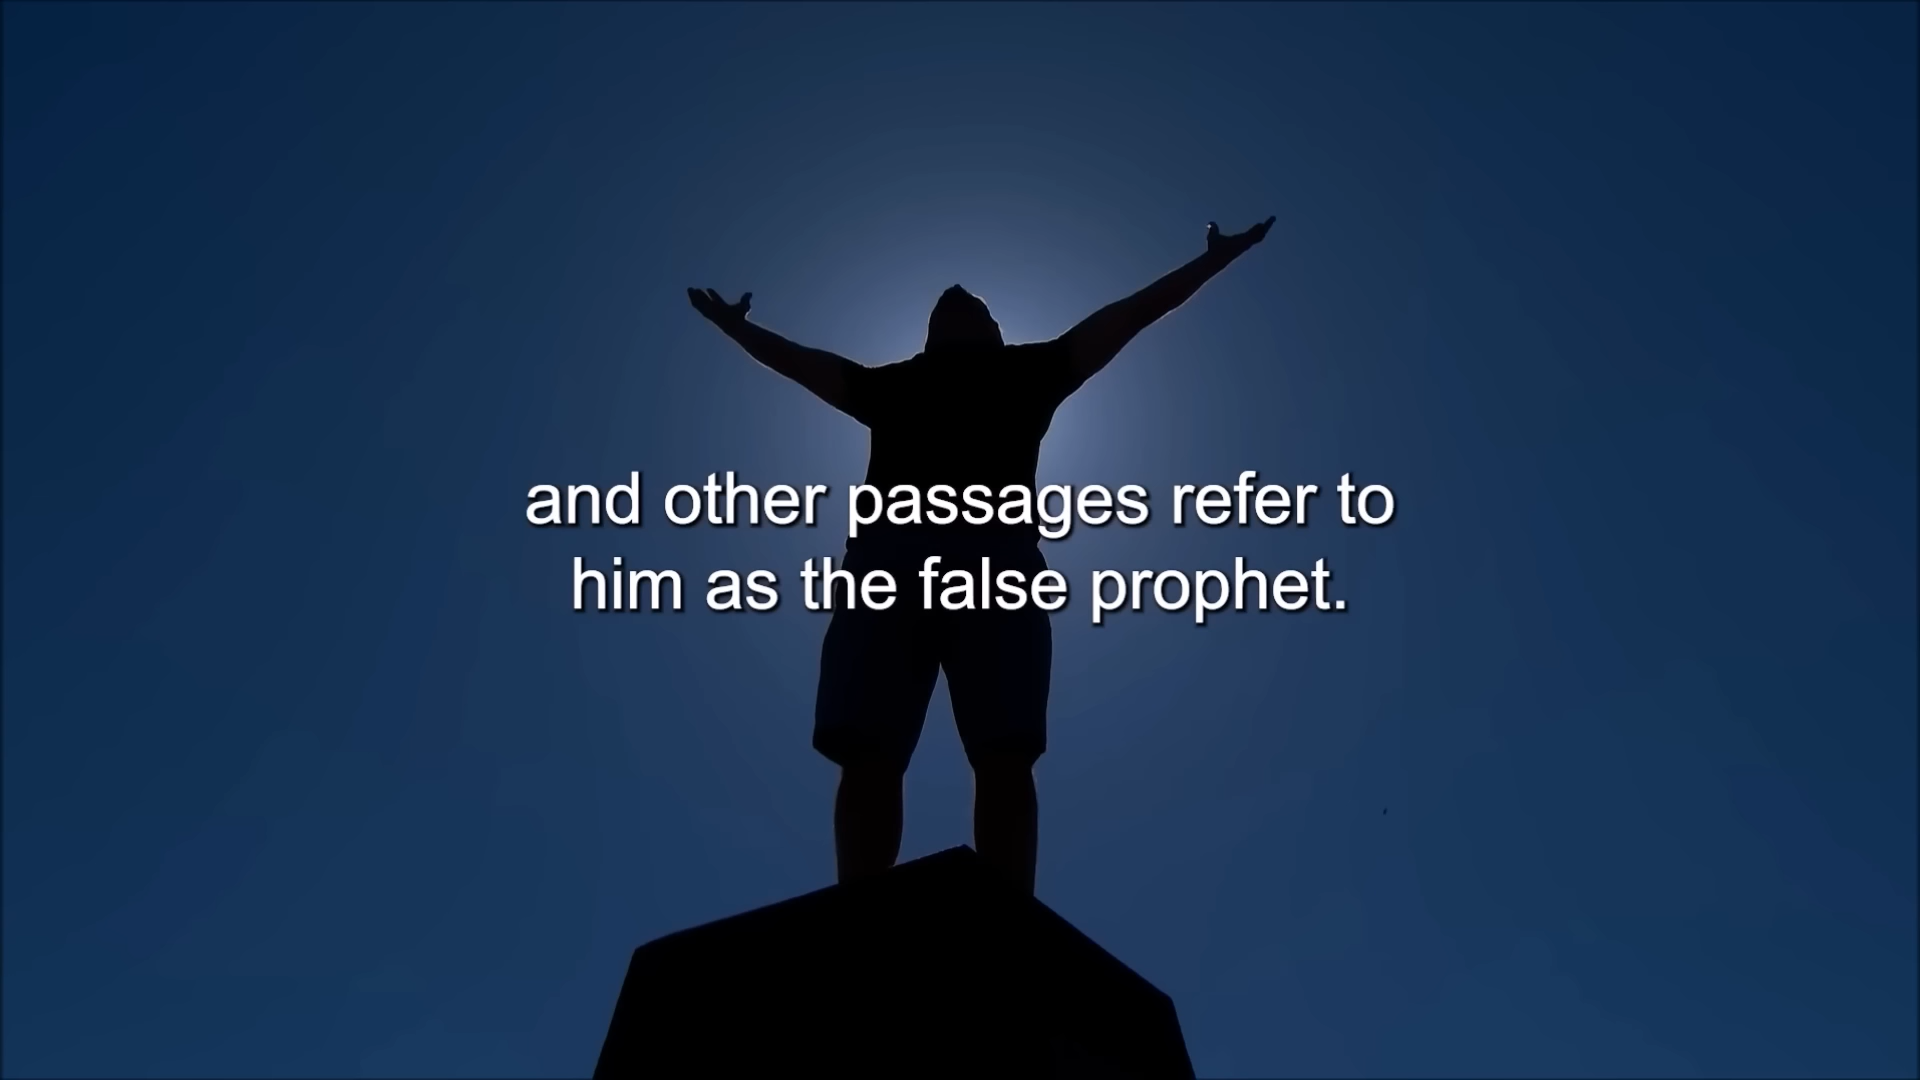 and other passages refer to
him as the false prophet.